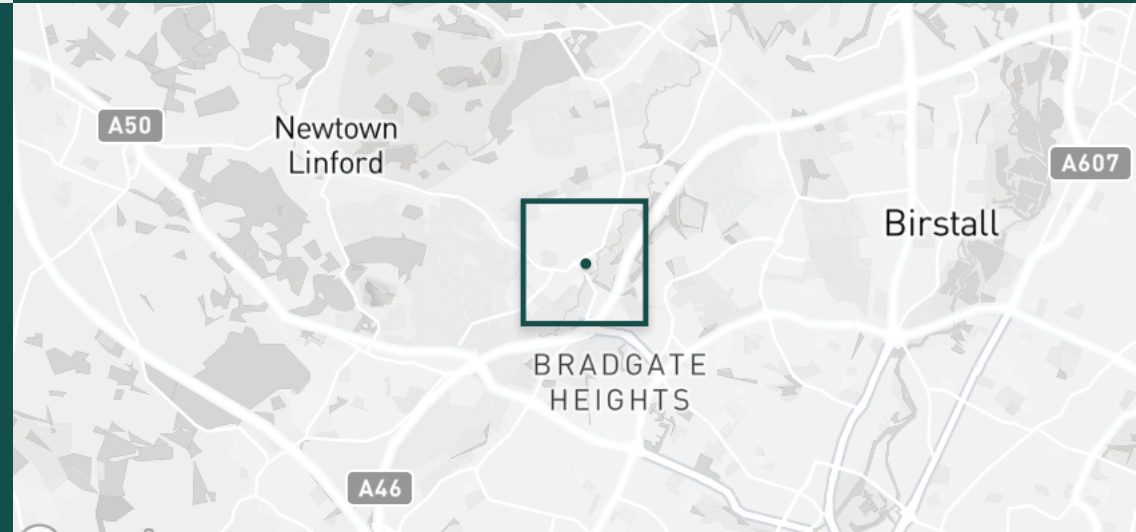 A50
Newtown
Linford
A607
Birstall
BRADGATE
HEIGHTS
A46